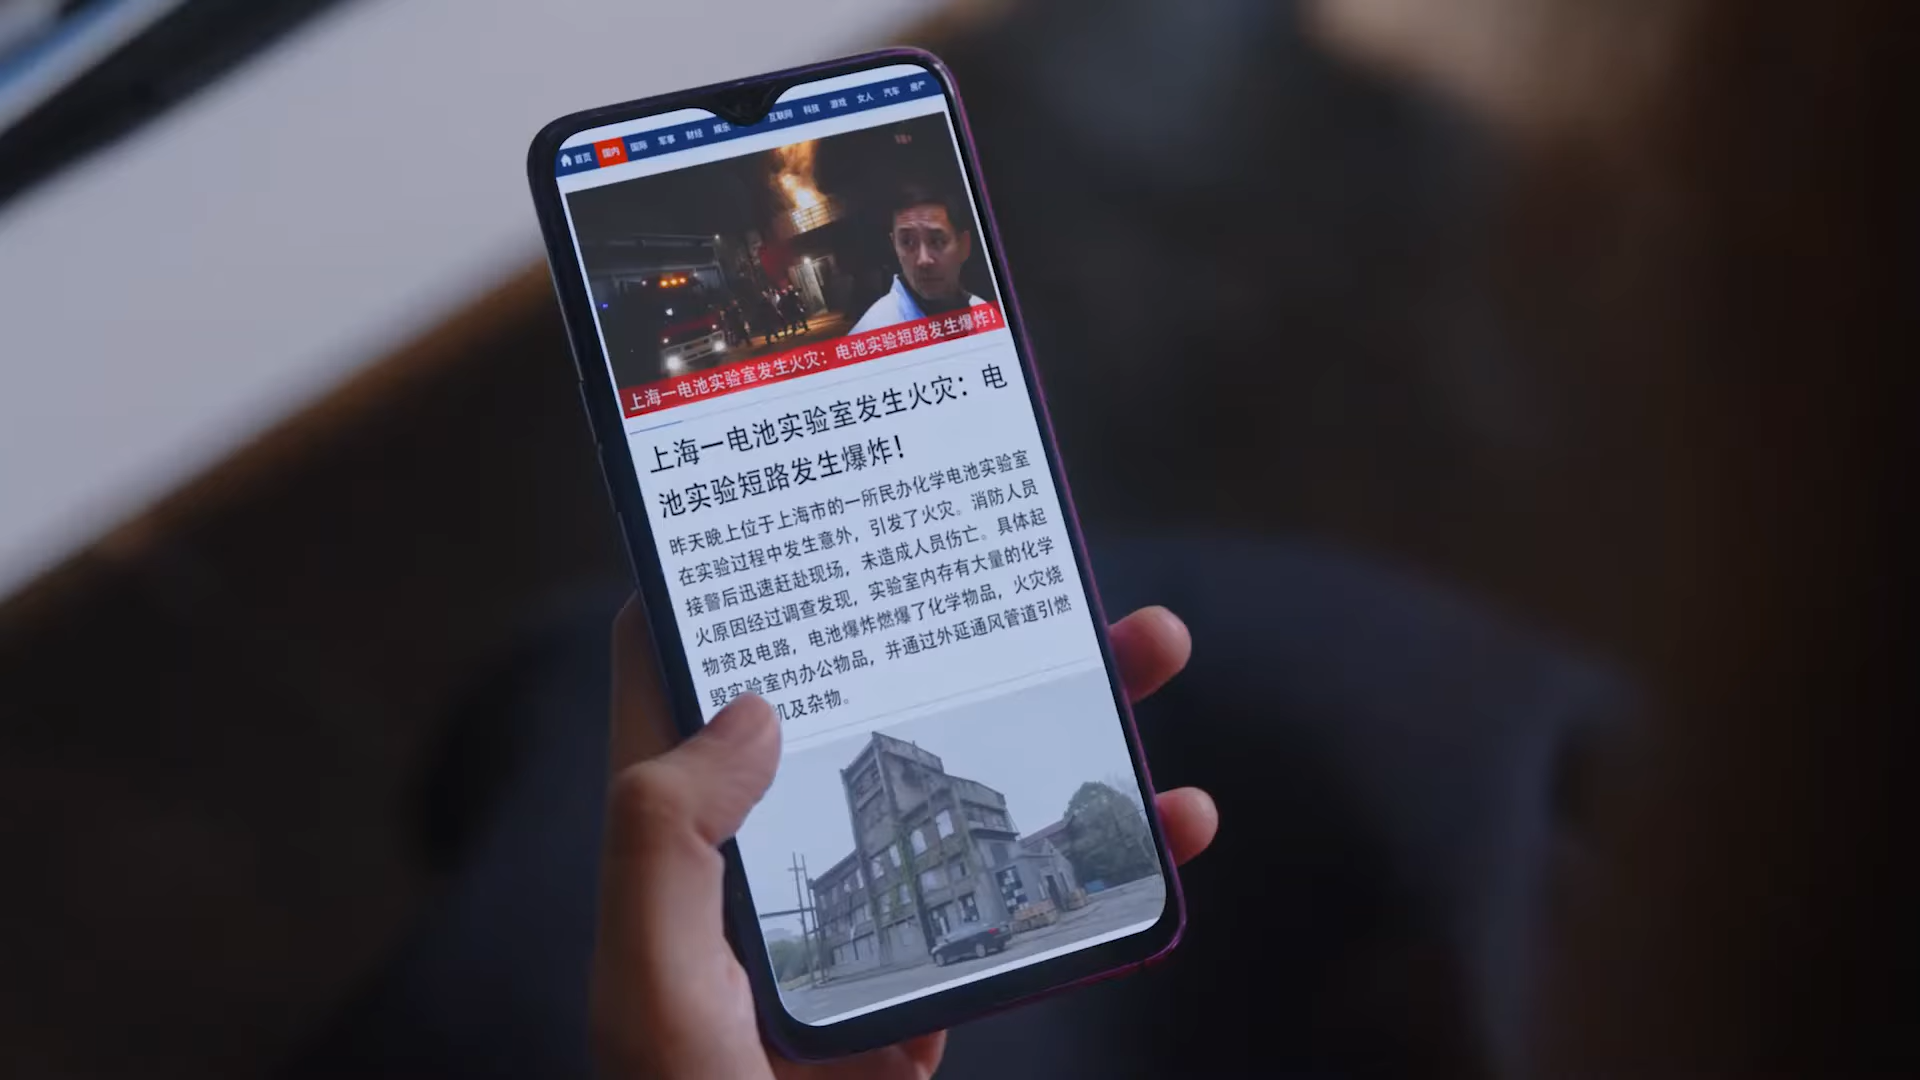 首页 国内 国际 军事 财经 娱乐 互联网 科技 游戏 女人 汽车 房产
上海一电池实验室发生火灾：电池实验短路发生爆炸！
上海一电池实验室发生火灾：电
池实验短路发生爆炸！
昨天晚上位于上海市的一所民办化学电池实验室
在实验过程中发生意外，引发了火灾。消防人员
接警后迅速赶赴现场，未造成人员伤亡。具体起
火原因经过调查发现，实验室内存有大量的化学
物资及电路，电池爆炸燃爆了化学物品，火灾烧
毁实验室内办公物品，并通过外延通风管道引燃
机及杂物。